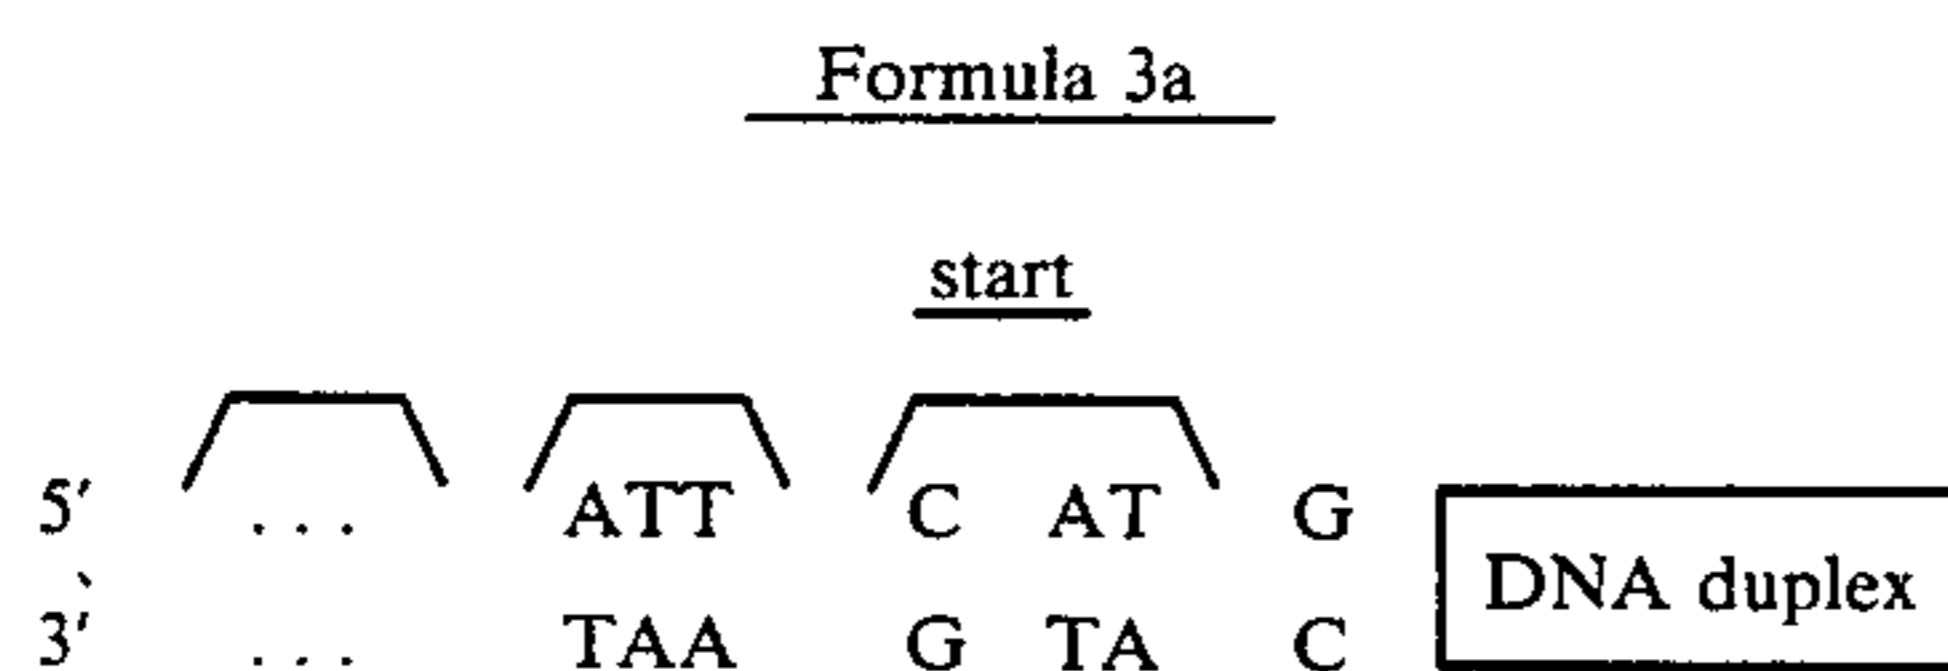 Formula 3a
start
5′ . . . ATT C AT G DNA duplex
3′ . . . TAA G TA C